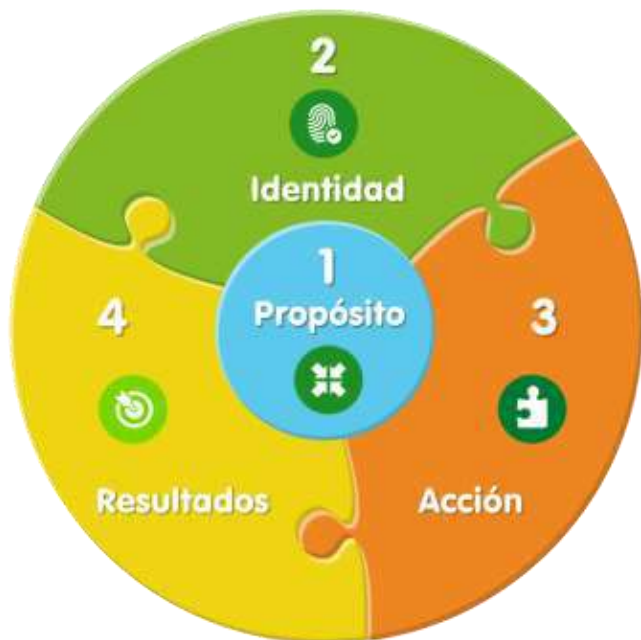 2
Identidad
1
Propósito
4
3
Resultados
Acción